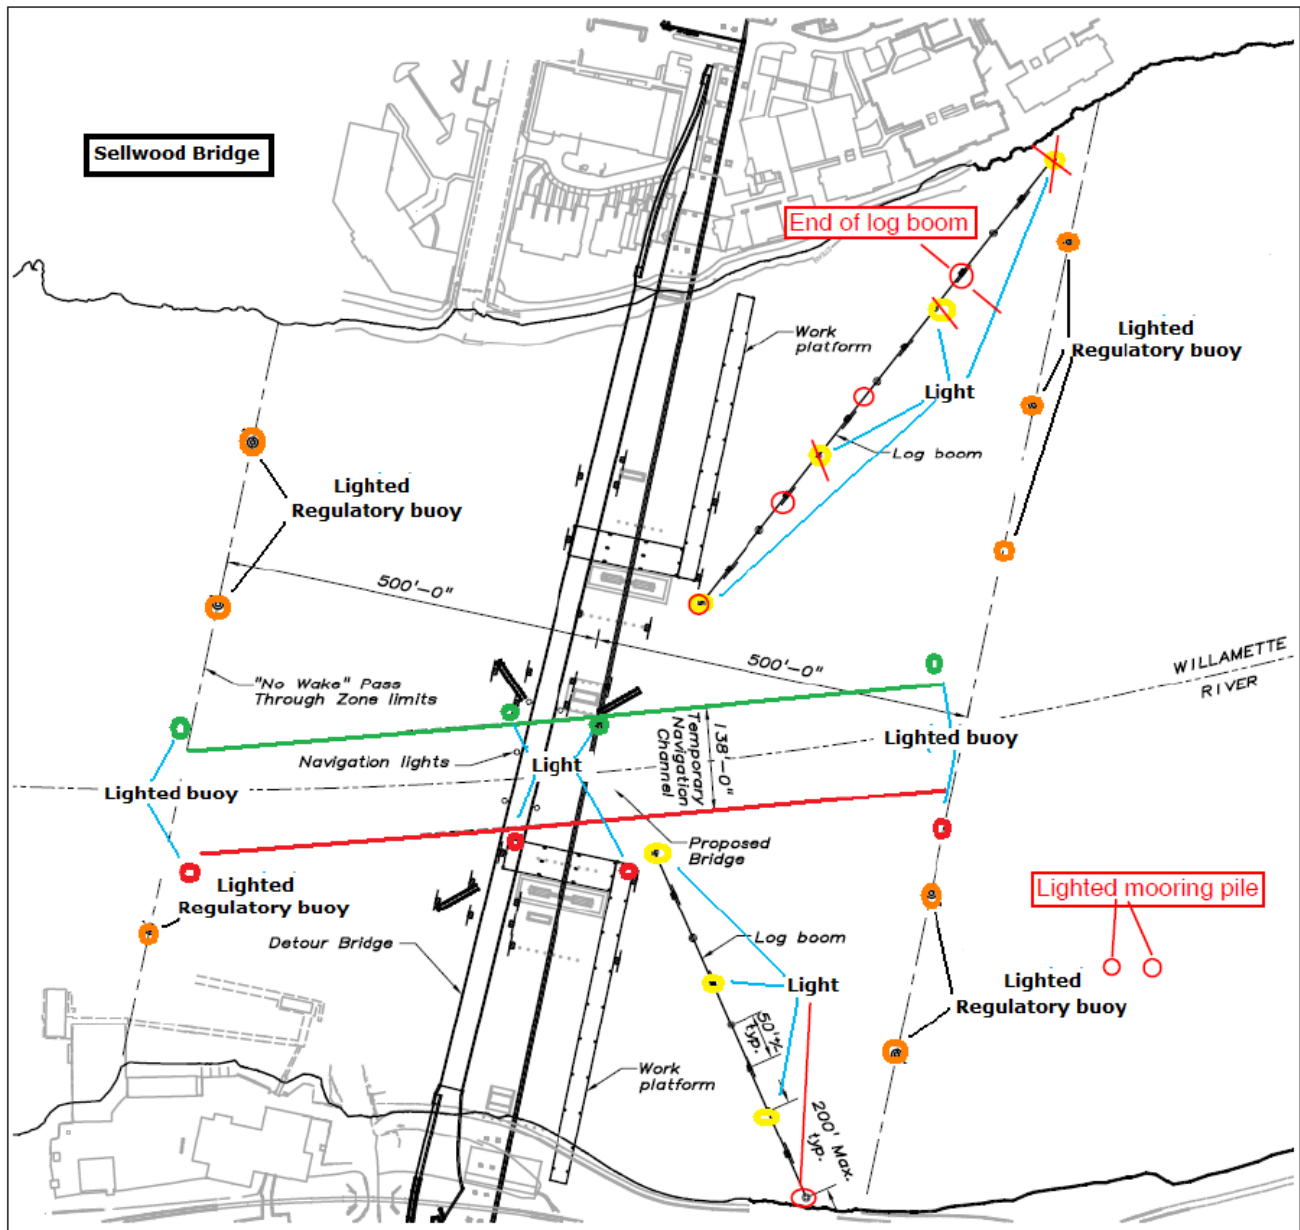 Sellwood Bridge
End of log boom
Work
platform
Lighted
Regulatory buoy
Light
Log boom
Lighted
Regulatory buoy
500'-0"
500'-0"
WILLAMETTE
RIVER
"No Wake" Pass
Through Zone limits
Lighted buoy
Navigation lights
Light
138'-0"
Temporary
Navigation
Channel
Lighted buoy
Proposed
Bridge
Lighted
Regulatory buoy
Lighted mooring pile
Detour Bridge
Log boom
Light
Lighted
Regulatory buoy
50'+/-
typ.
Work
platform
200' Max.
typ.